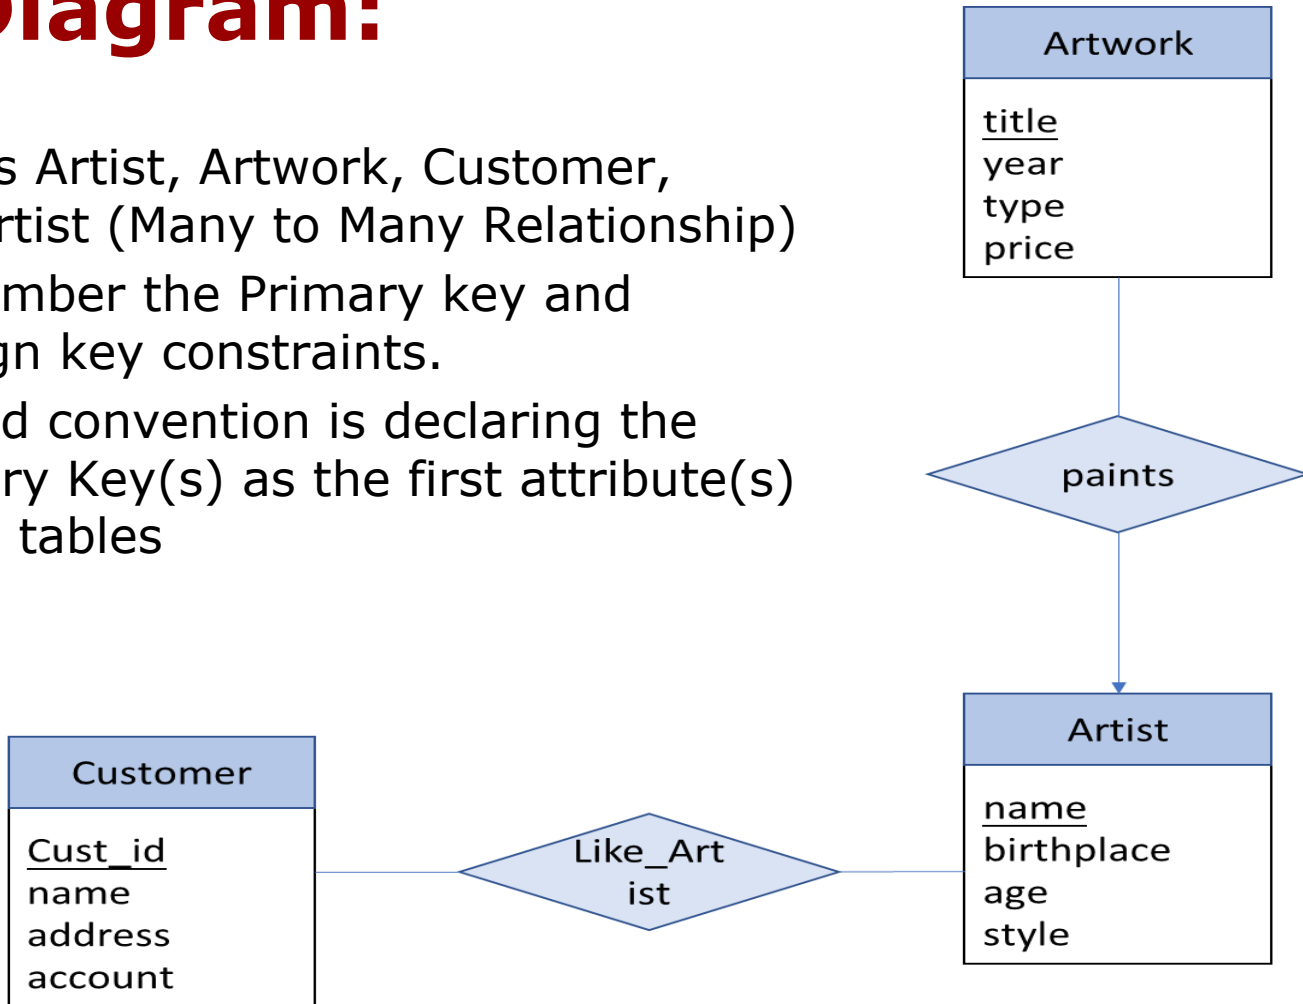 Diagram:
s Artist, Artwork, Customer,
rtist (Many to Many Relationship)
mber the Primary key and
gn key constraints.
d convention is declaring the
ry Key(s) as the first attribute(s)
tables
Artwork
title
year
type
price
paints
Artist
name
birthplace
age
style
Like_Art
ist
Customer
Cust_id
name
address
account